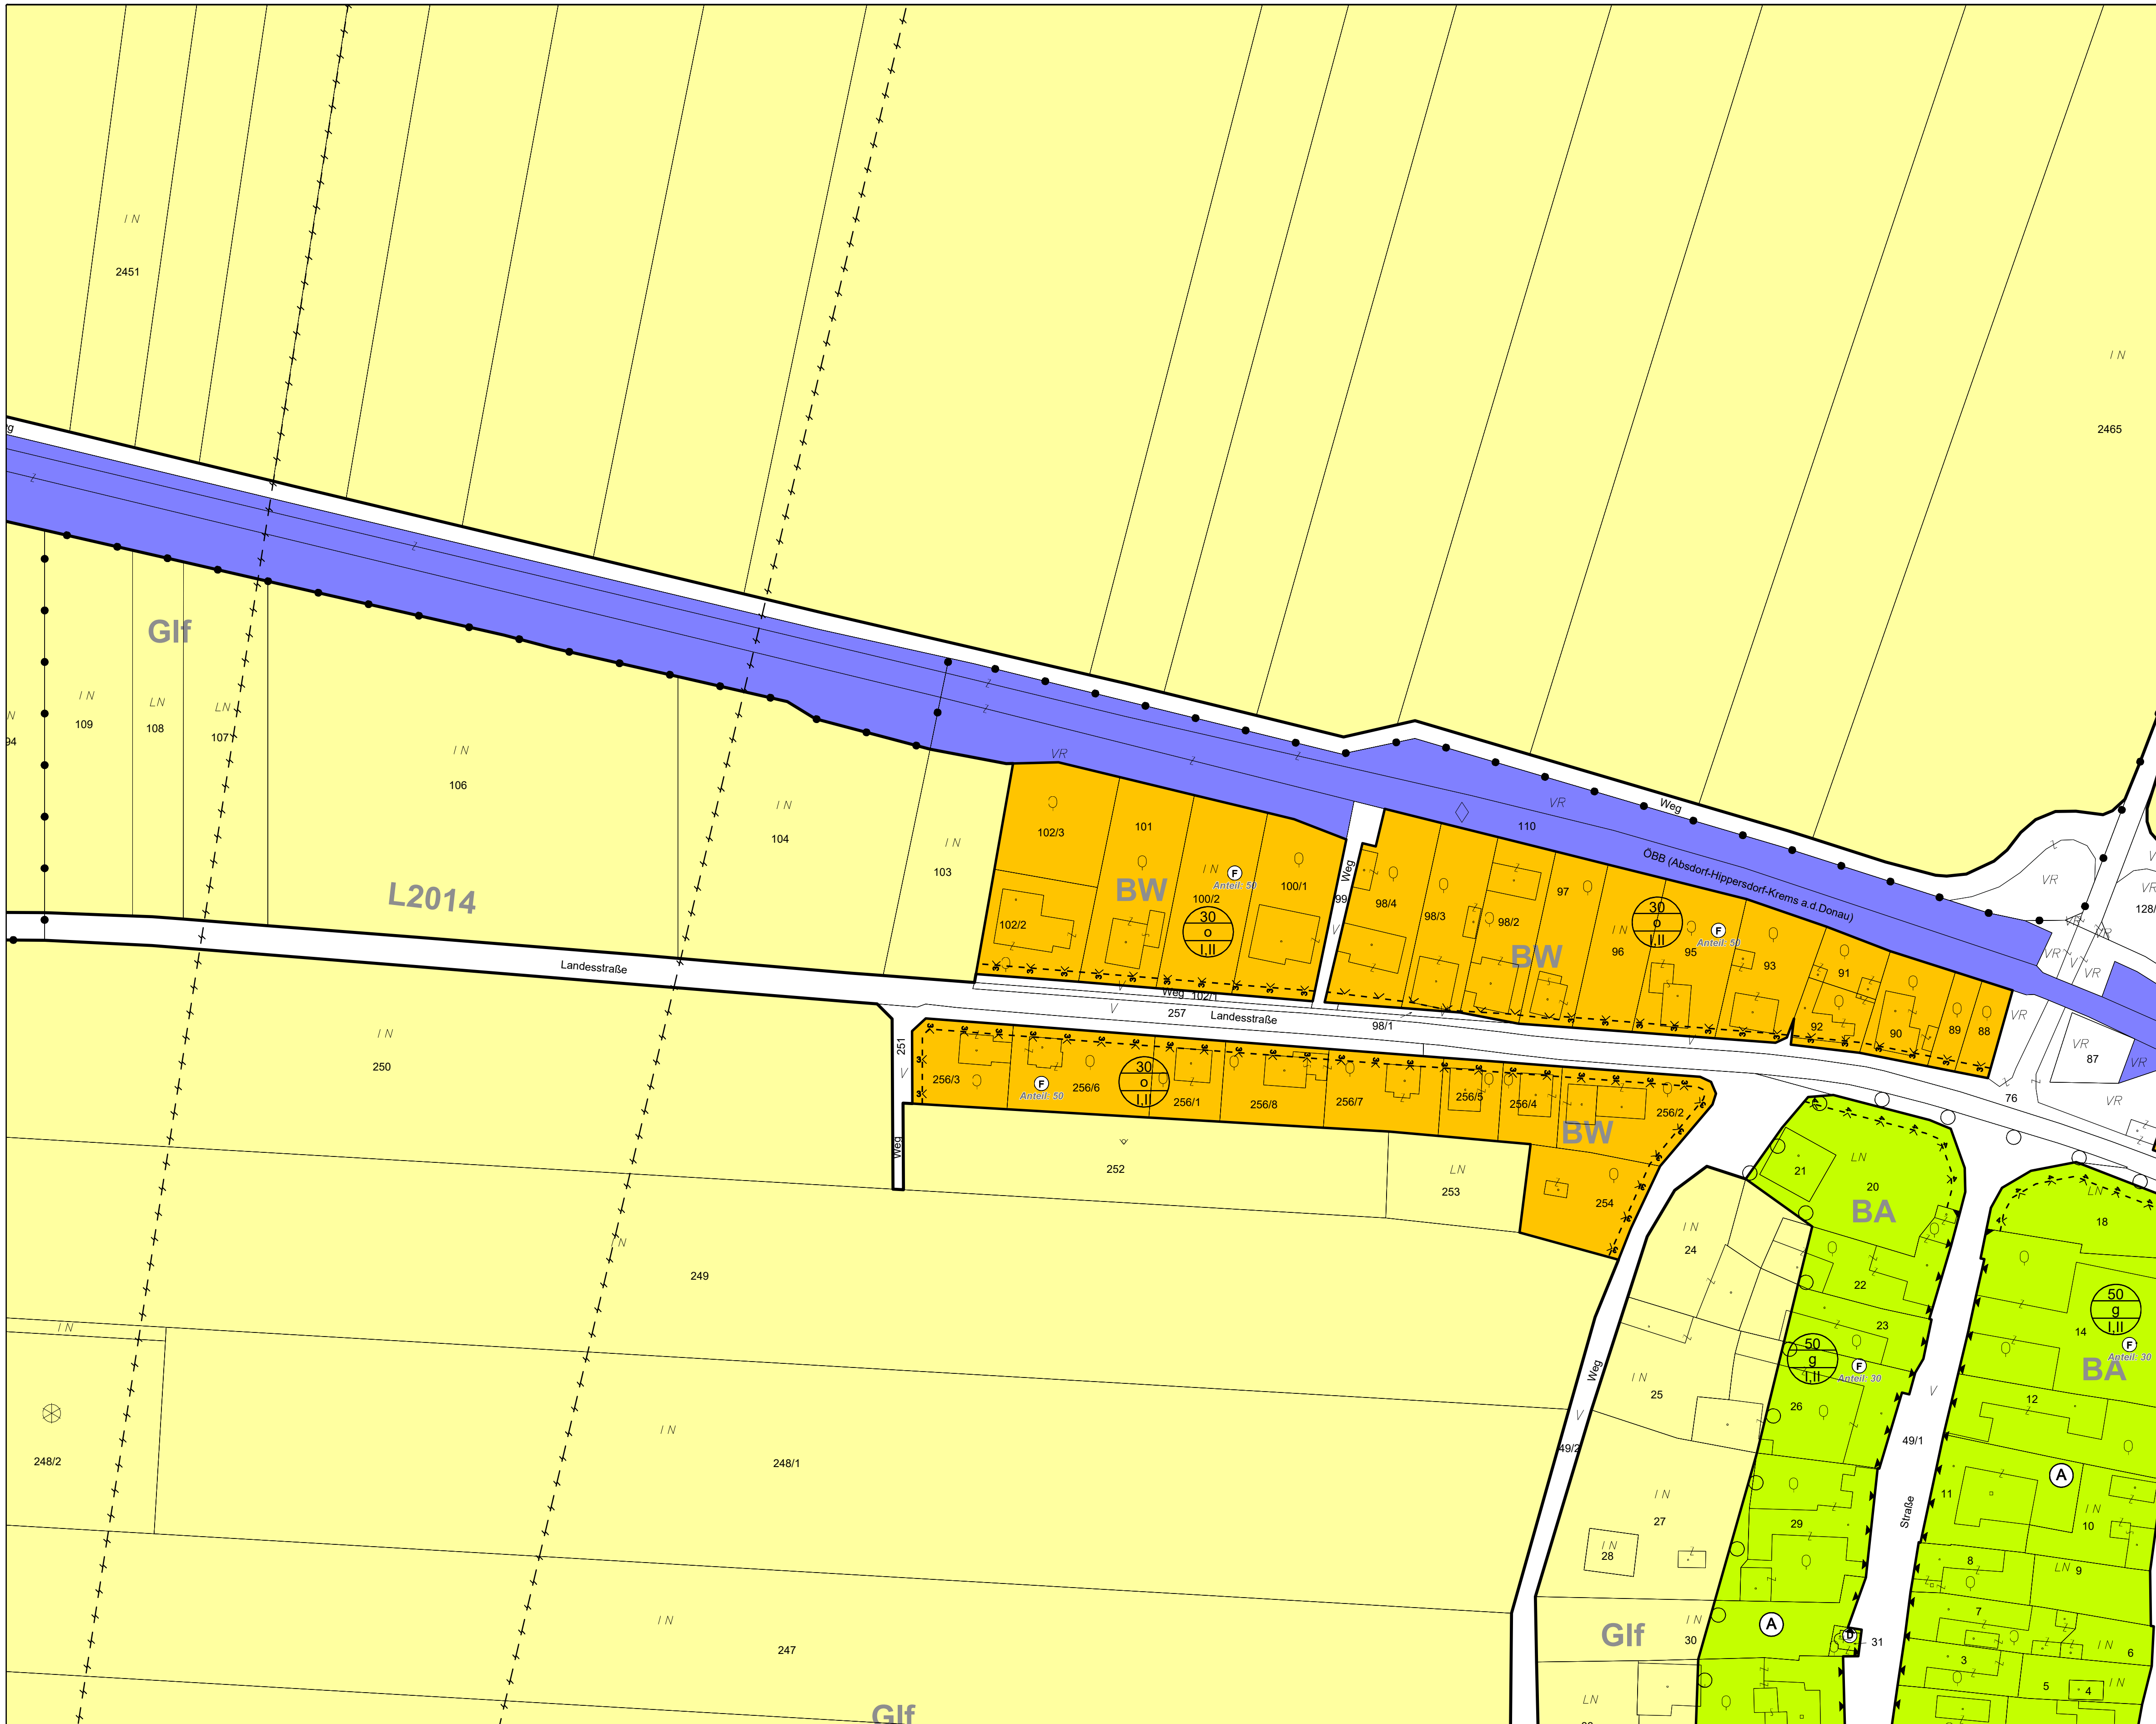 I N
2451
I N
2465
Glf
I N
109
LN
108
LN
107
I N
106
L2014
I N
104
I N
103
VR
102/3
101
BW
I N
F
Anteil: 50
100/2
100/1
30
o
I,II
102/2
99
Weg
V
98/4
98/3
98/2
97
VR
110
Weg
ÖBB (Absdorf-Hippersdorf-Krems a.d.Donau)
BW
I N
96
30
o
I,II
95
F
Anteil: 50
93
91
92
90
89
88
VR
VR
VR
VR
VR
VR
87
VR
VR
76
Landesstraße
Weg
102/1
V
257
Landesstraße
98/1
V
I N
250
251
V
Weg
256/3
F
Anteil: 50
256/6
30
o
I,II
256/1
256/8
256/7
256/5
256/4
256/2
BW
252
LN
253
254
21
LN
20
BA
LN
18
I N
249
I N
24
22
23
50
g
I,II
F
Anteil: 30
50
g
I,II
14
F
Anteil: 30
BA
I N
248/2
I N
248/1
Weg
V
49/2
I N
25
26
V
49/1
12
A
11
I N
10
I N
27
I N
28
29
Straße
8
LN
9
7
I N
247
Glf
I N
30
A
D
31
3
I N
6
5
4
I N
LN
Glf